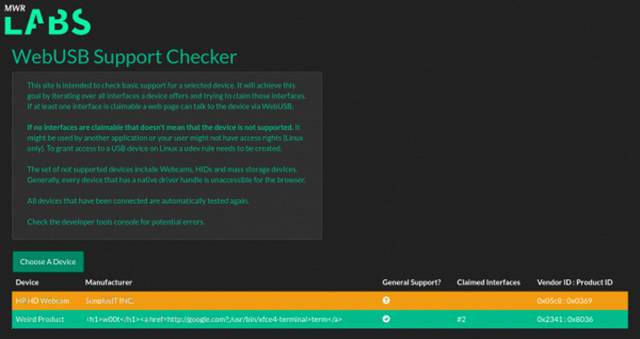 MWR
LABS
WebUSB Support Checker
This site is intended to check basic support for a selected device. It will achieve this
goal by iterating over all interfaces a device offers and trying to claim those interfaces.
If at least one interface is claimable a web page can talk to the device via WebUSB.
If no interfaces are claimable that doesn't mean that the device is not supported. It
might be used by another application or your user might not have access rights (Linux
only). To grant access to a USB device on Linux a udev rule needs to be created.
The set of not supported devices include Webcams, HIDs and mass storage devices.
Generally, every device that has a native driver handle is unaccessible for the browser.
All devices that have been connected are automatically tested again.
Check the developer tools console for potential errors.
Choose A Device
Device Manufacturer General Support? Claimed Interfaces Vendor ID : Product ID
HP HD Webcam SunplusIT INC. 0x05c8 : 0x0369
Weird Product <h1>w00t</h1><a href=http://google.com?;/usr/bin/xfce4-terminal>term</a> #2 0x2341 : 0x8036